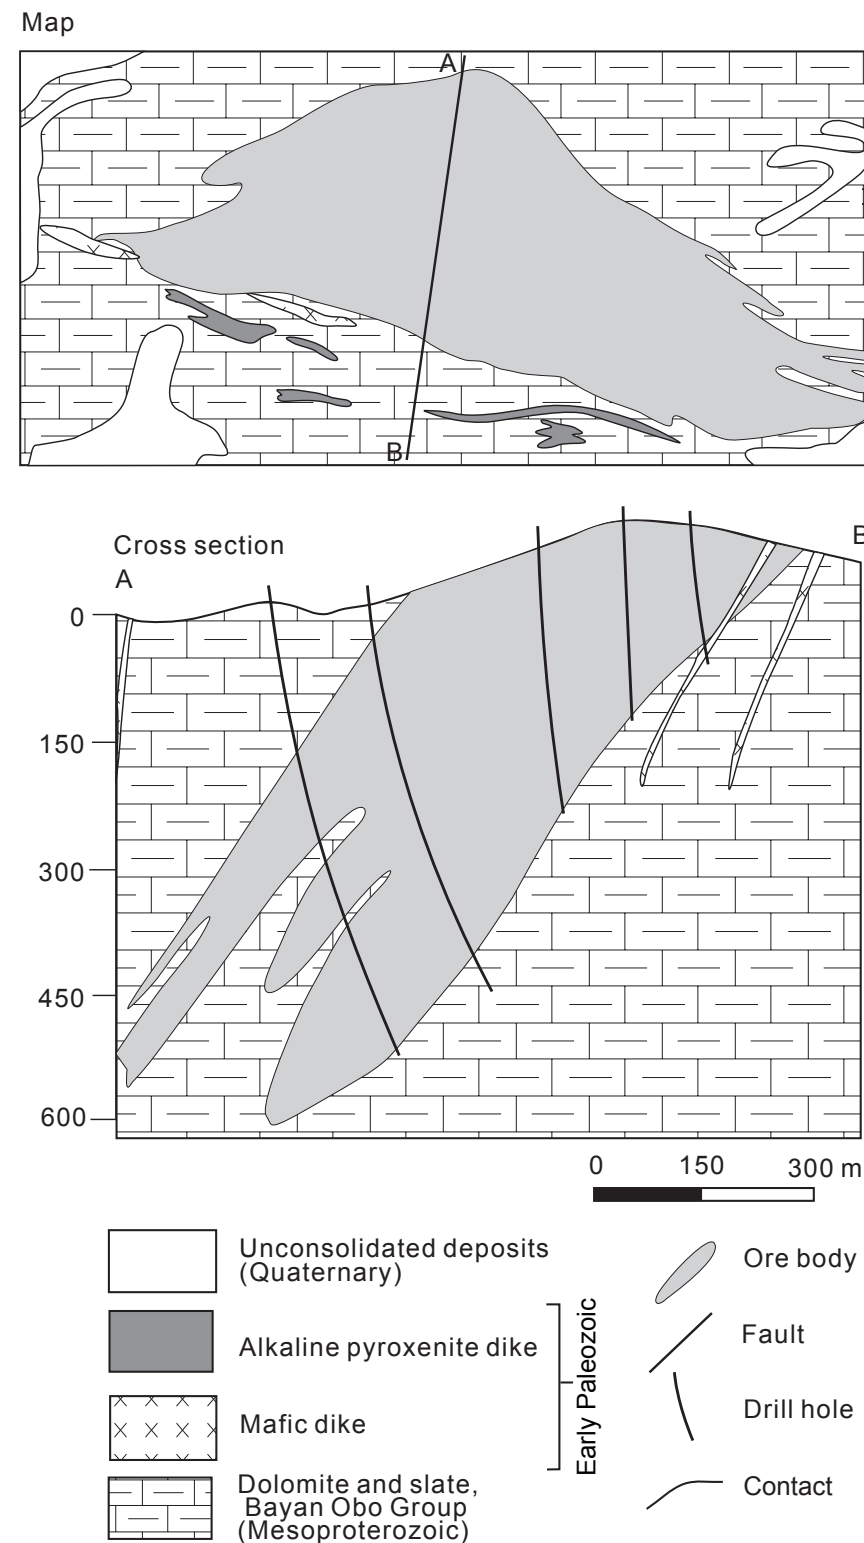 Map
A
B
Cross section
A
B
0
150
300
450
600
0 150 300 m
Unconsolidated deposits
(Quaternary)
Alkaline pyroxenite dike
Mafic dike
Dolomite and slate,
Bayan Obo Group
(Mesoproterozoic)
Early Paleozoic
Ore body
Fault
Drill hole
Contact